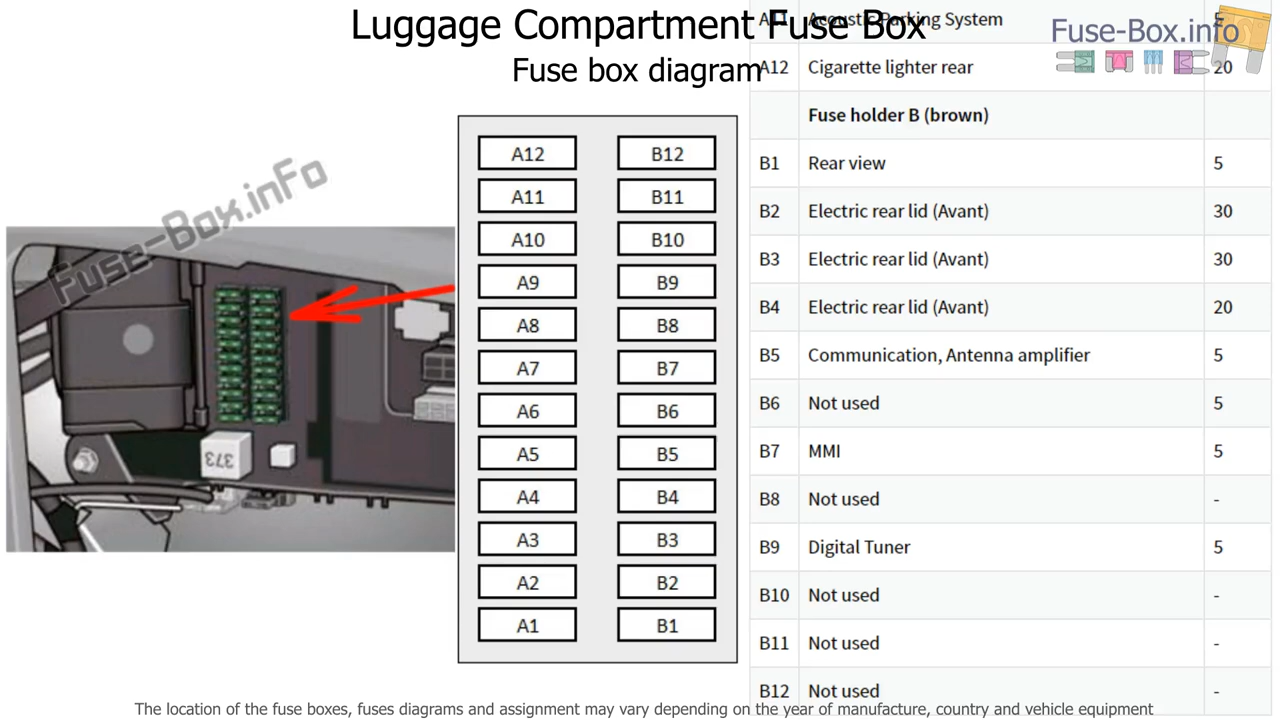 Luggage Compartment Fuse Box
Fuse box diagram
Fuse-Box.info
Fuse-Box.inFo
373
A12 B12
A11 B11
A10 B10
A9 B9
A8 B8
A7 B7
A6 B6
A5 B5
A4 B4
A3 B3
A2 B2
A1 B1
A11 Acoustic Parking System 5
A12 Cigarette lighter rear 20
Fuse holder B (brown)
B1 Rear view 5
B2 Electric rear lid (Avant) 30
B3 Electric rear lid (Avant) 30
B4 Electric rear lid (Avant) 20
B5 Communication, Antenna amplifier 5
B6 Not used 5
B7 MMI 5
B8 Not used -
B9 Digital Tuner 5
B10 Not used -
B11 Not used -
B12 Not used -
The location of the fuse boxes, fuses diagrams and assignment may vary depending on the year of manufacture, country and vehicle equipment